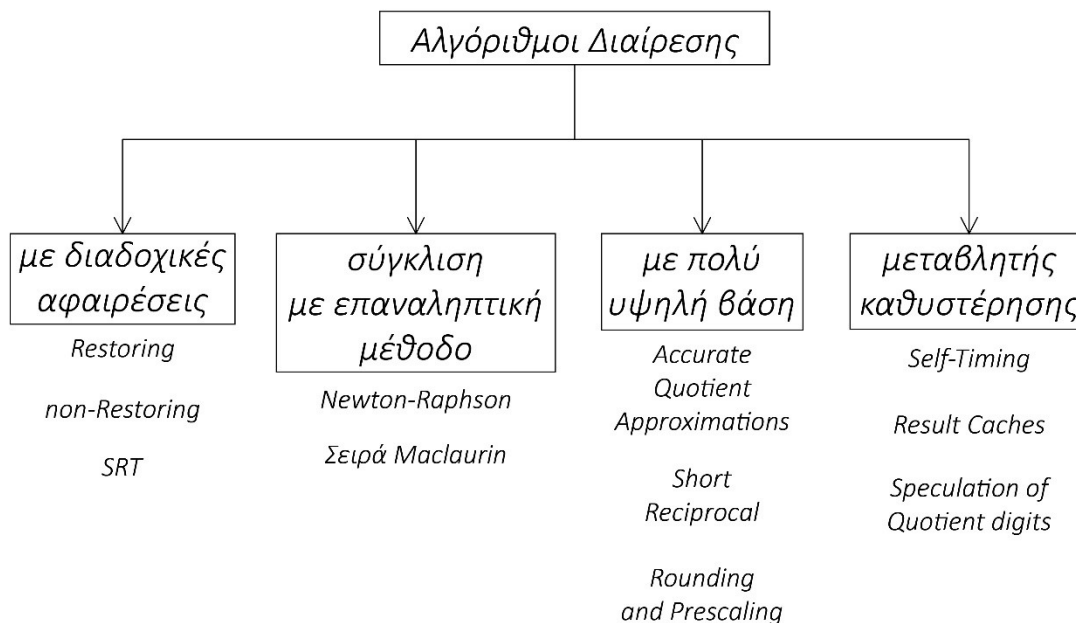 Αλγόριθμοι Διαίρεσης
με διαδοχικές
αφαιρέσεις
Restoring
non-Restoring
SRT
σύγκλιση
με επαναληπτική
μέθοδο
Newton-Raphson
Σειρά Maclaurin
με πολύ
υψηλή βάση
Accurate
Quotient
Approximations
Short
Reciprocal
Rounding
and Prescaling
μεταβλητής
καθυστέρησης
Self-Timing
Result Caches
Speculation of
Quotient digits